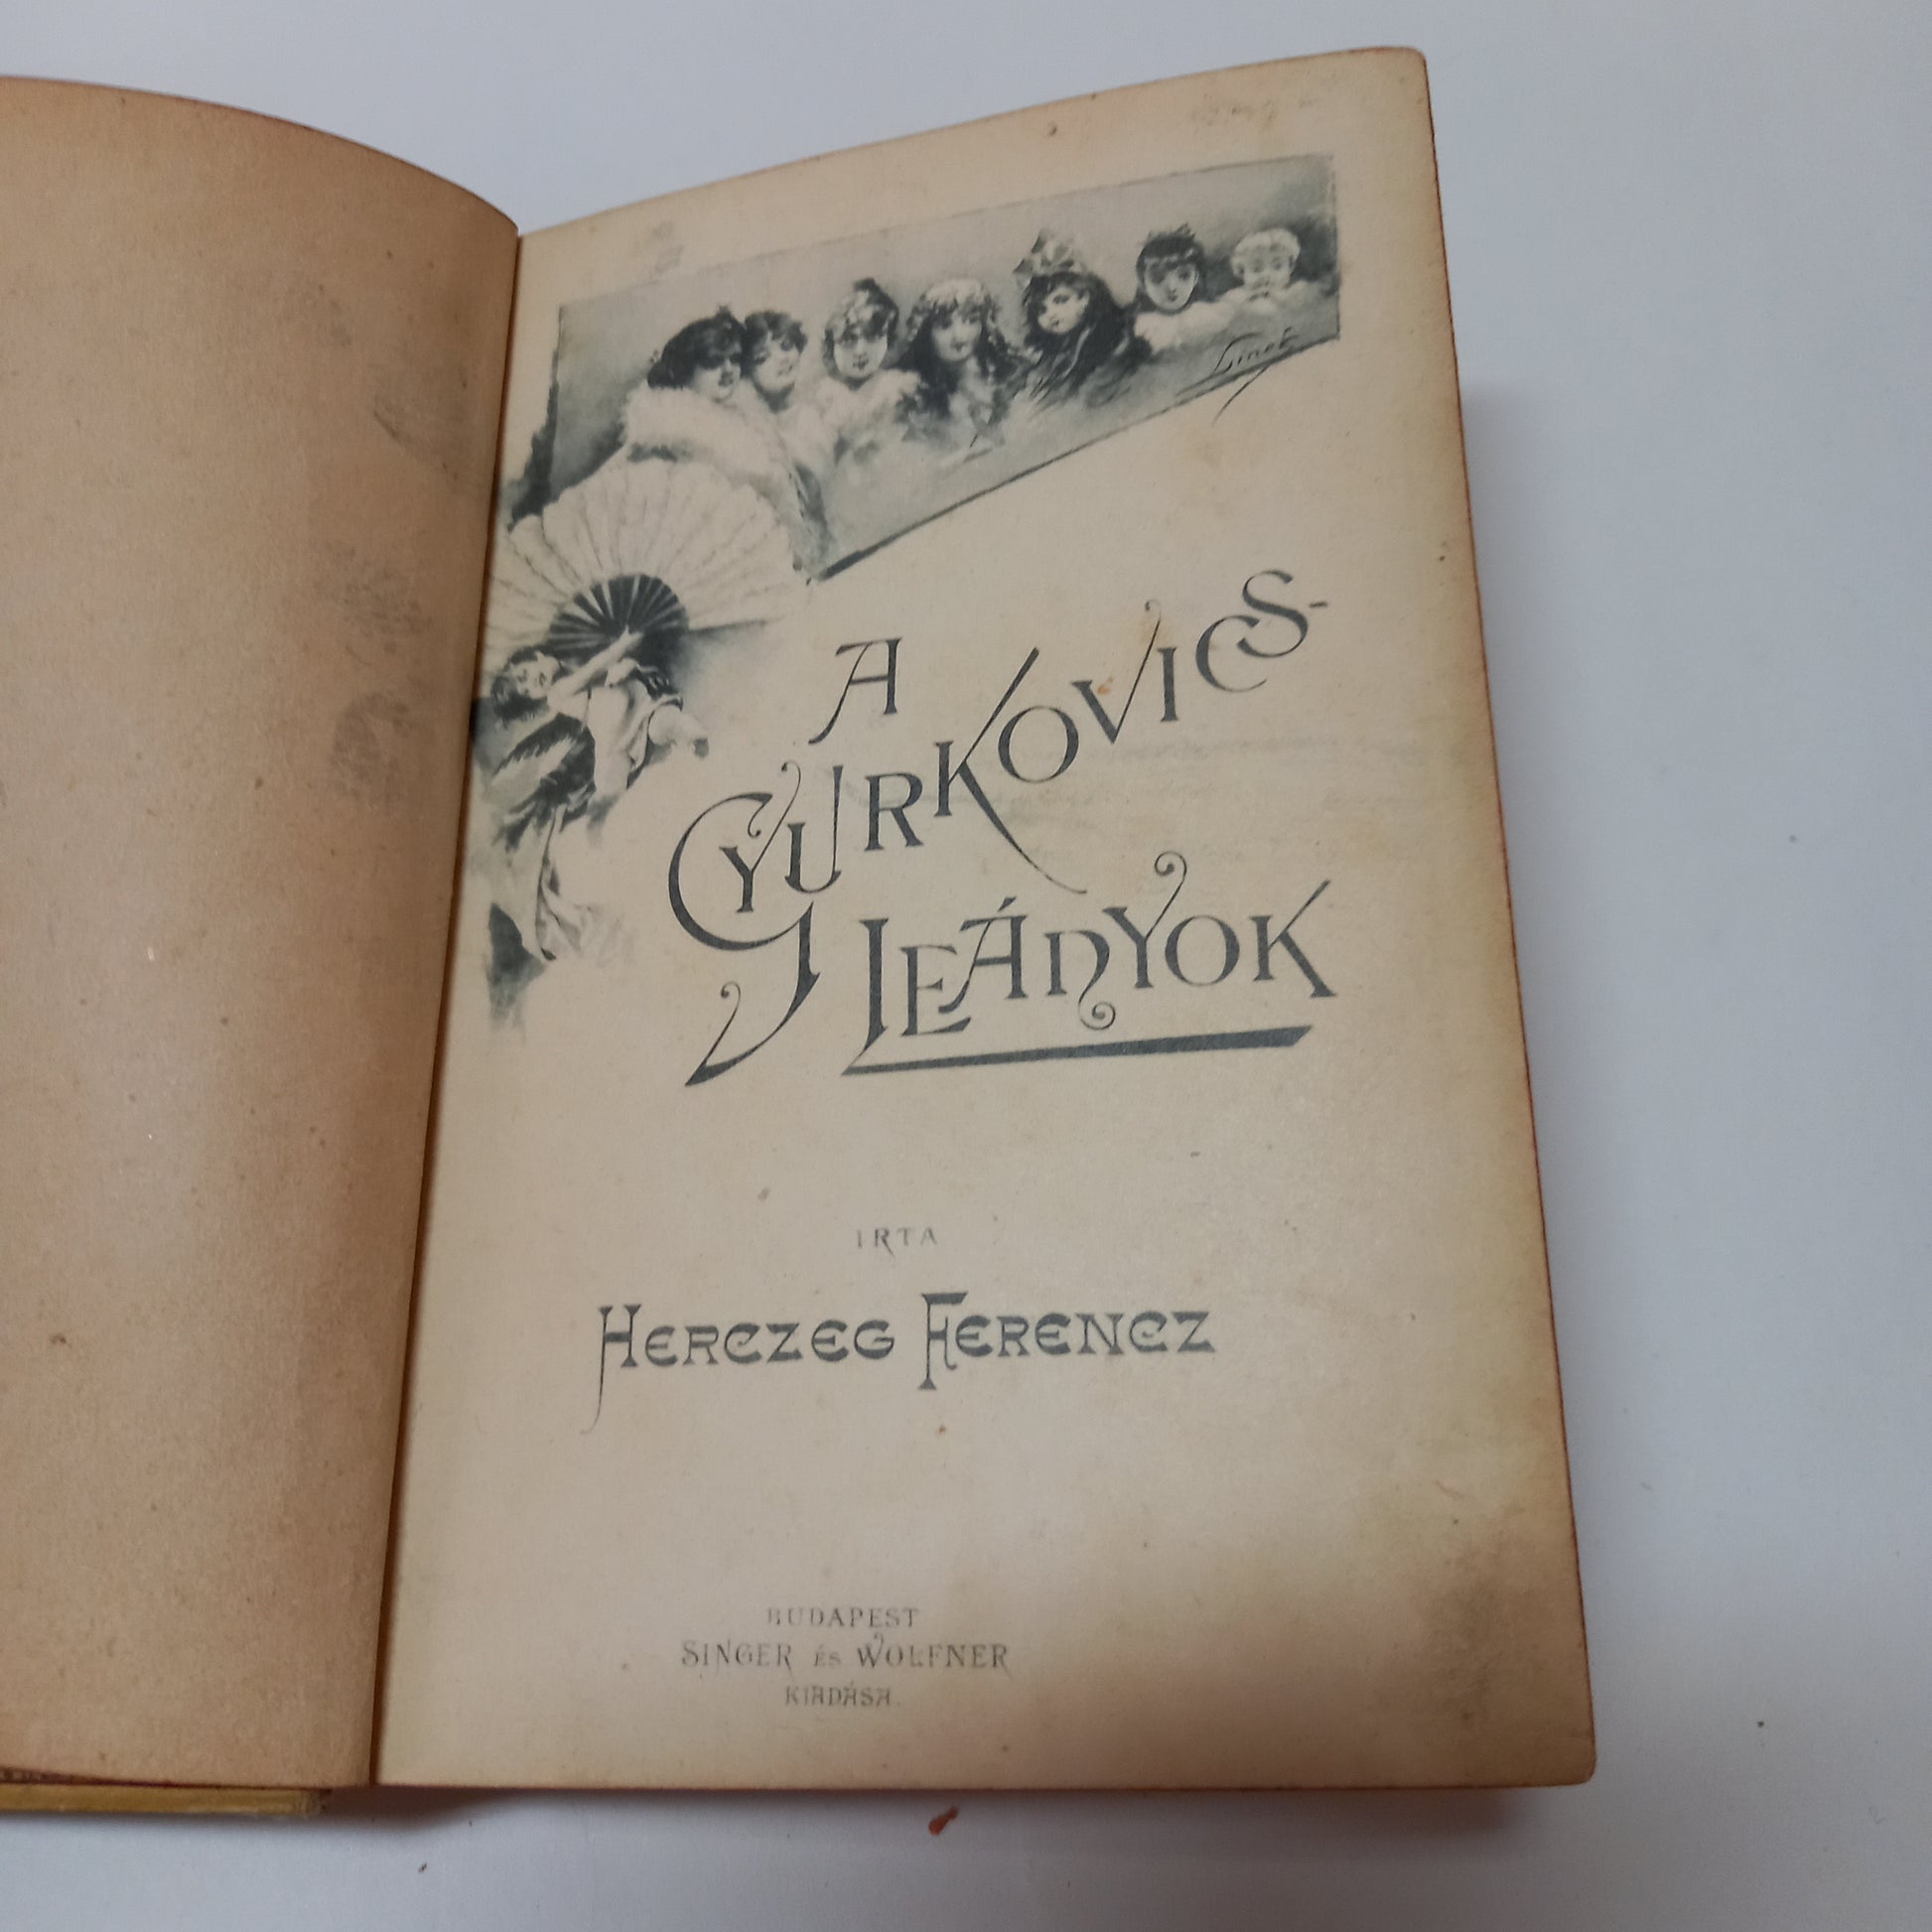 A
GYURKOVICS-
LEÁNYOK
IRTA
HERCZEG FERENCZ
BUDAPEST
SINGER ÉS WOLFNER
KIADÁSA.